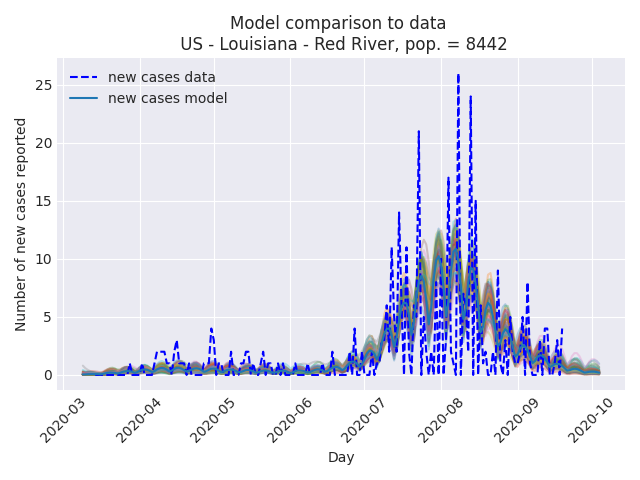 Model comparison to data
US - Louisiana - Red River, pop. = 8442
new cases data
new cases model
Number of new cases reported
25
20
15
10
5
0
2020-03
2020-04
2020-05
2020-06
2020-07
2020-08
2020-09
2020-10
Day